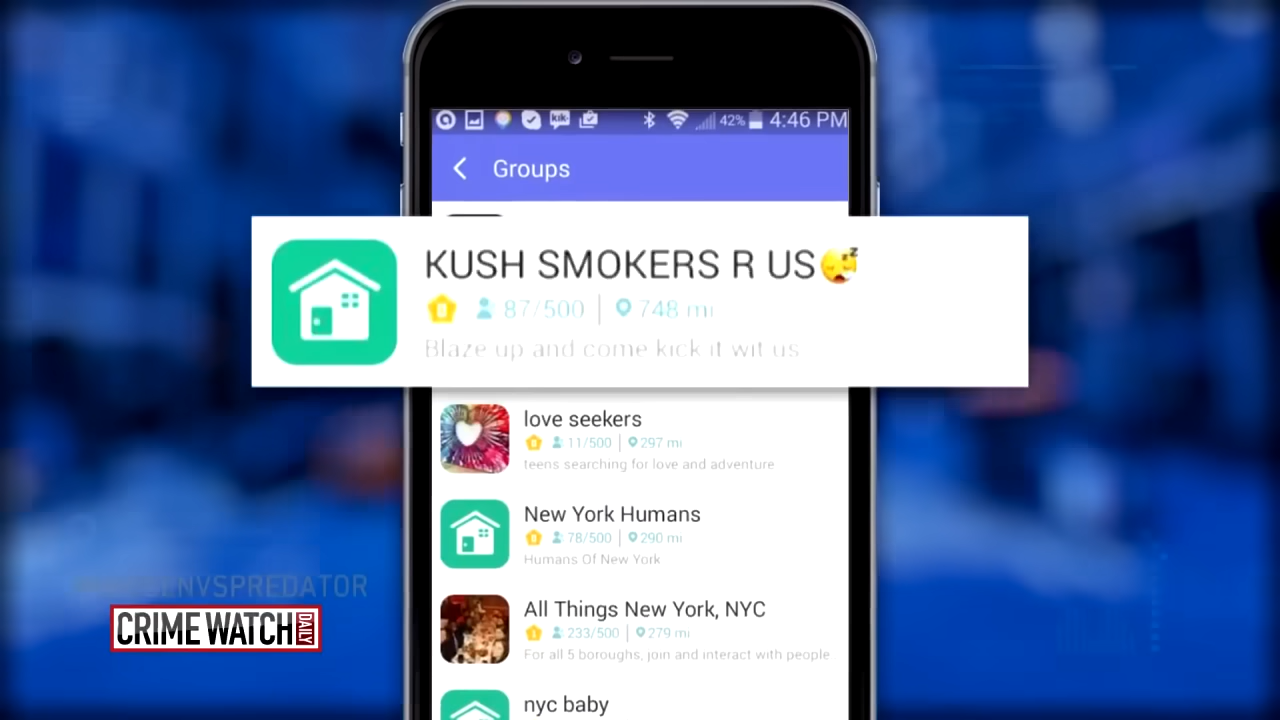 42% 4:46 PM
Groups
KUSH SMOKERS R US😴
87/500 | 748 mi
Blaze up and come kick it wit us
love seekers
11/500 | 297 mi
teens searching for love and adventure
New York Humans
78/500 | 290 mi
Humans Of New York
All Things New York, NYC
233/500 | 279 mi
For all 5 boroughs, join and interact with people
nyc baby
CRIME WATCH DAILY